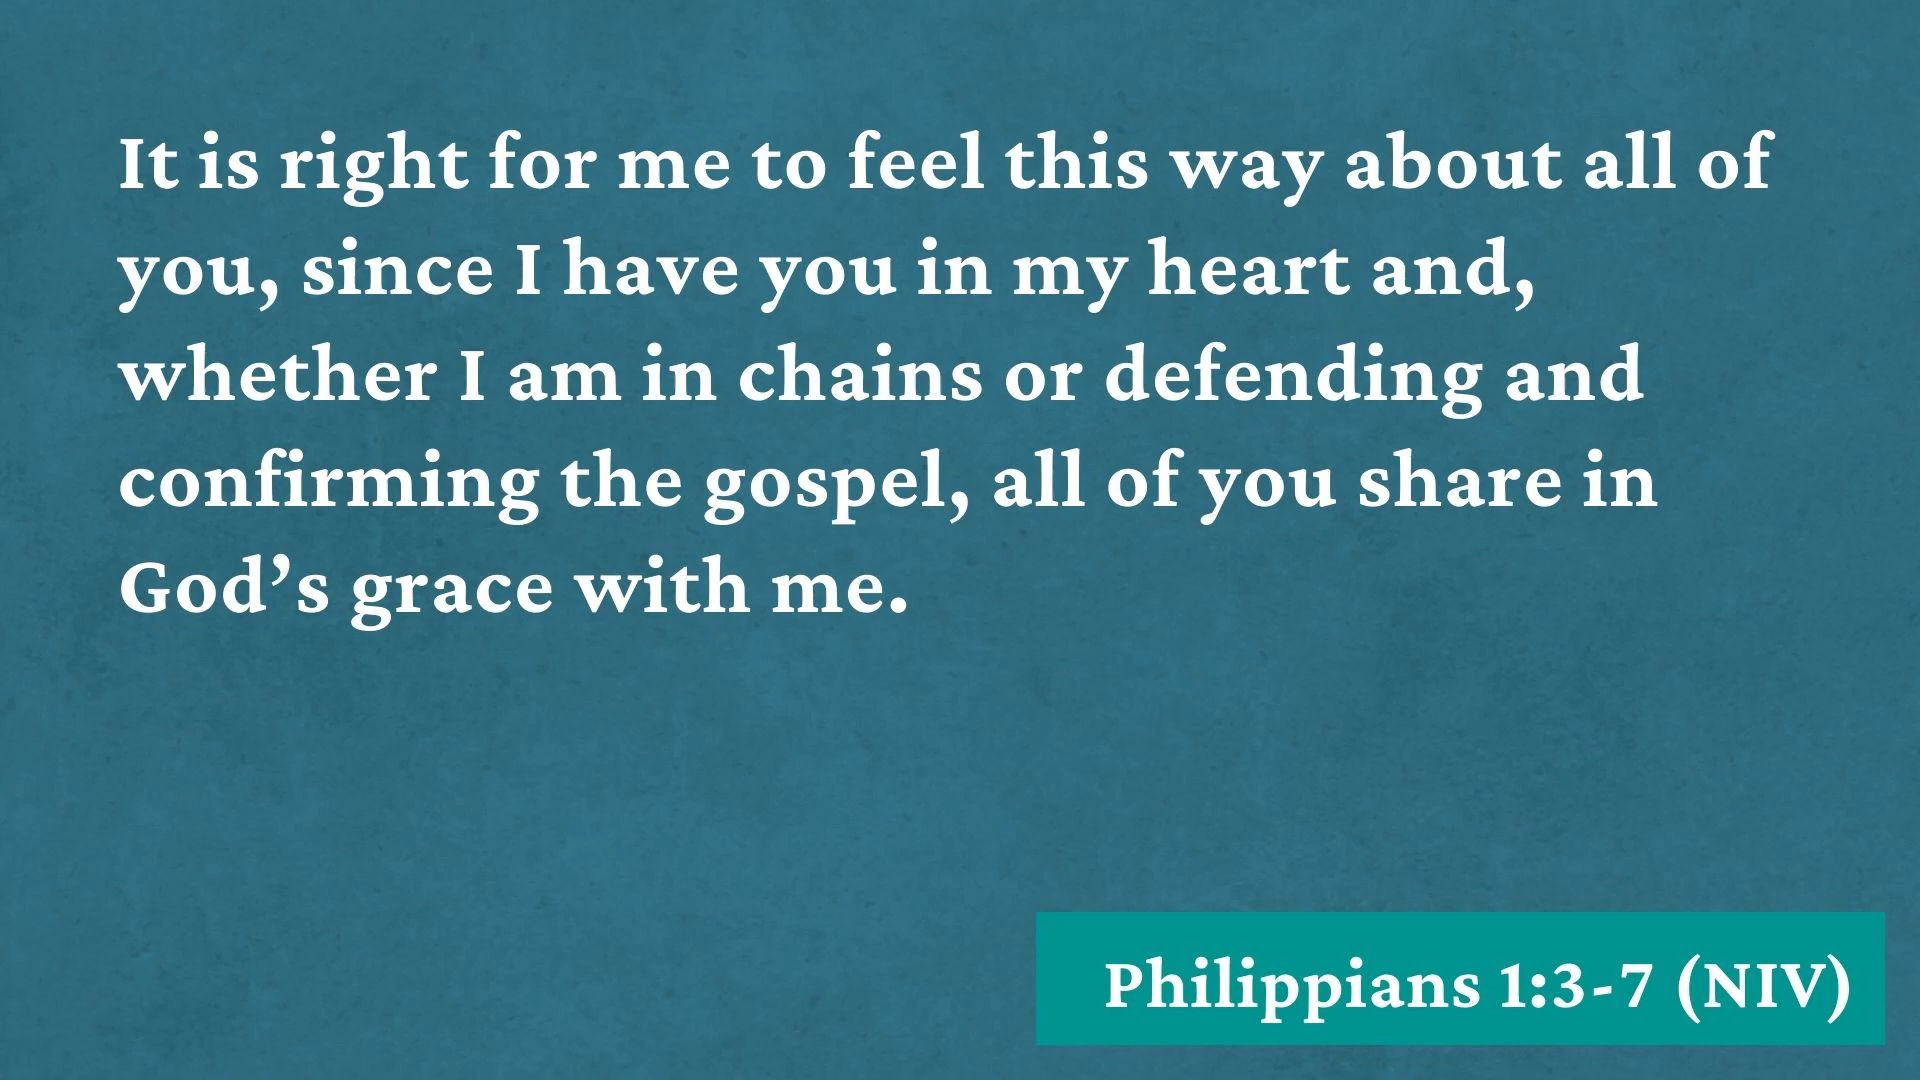 It is right for me to feel this way about all of
you, since I have you in my heart and,
whether I am in chains or defending and
confirming the gospel, all of you share in
God’s grace with me.
Philippians 1:3-7 (NIV)